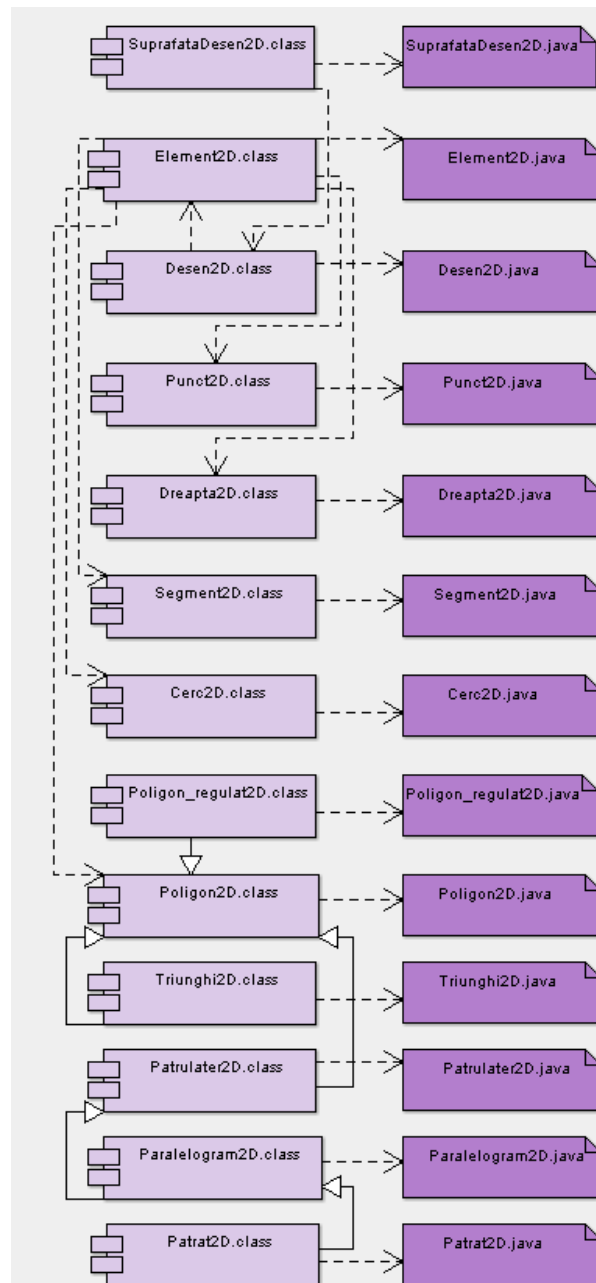 SuprafataDesen2D.class
SuprafataDesen2D.java
Element2D.class
Element2D.java
Desen2D.class
Desen2D.java
Punct2D.class
Punct2D.java
Dreapta2D.class
Dreapta2D.java
Segment2D.class
Segment2D.java
Cerc2D.class
Cerc2D.java
Poligon_regulat2D.class
Poligon_regulat2D.java
Poligon2D.class
Poligon2D.java
Triunghi2D.class
Triunghi2D.java
Patrulater2D.class
Patrulater2D.java
Paralelogram2D.class
Paralelogram2D.java
Patrat2D.class
Patrat2D.java